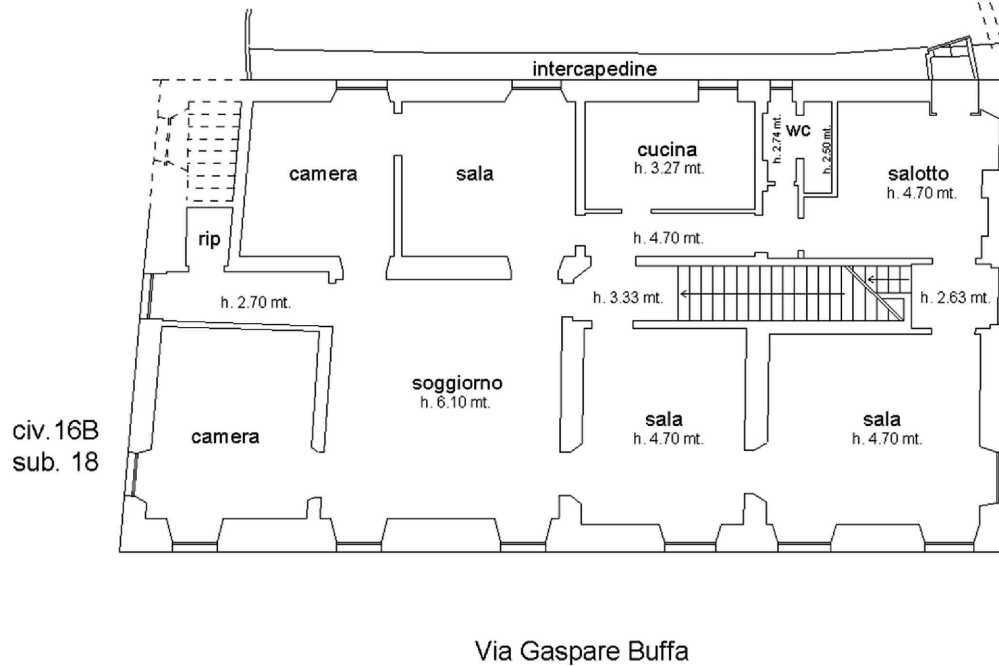 intercapedine
camera
sala
cucina
h. 3.27 mt.
h. 2.74 mt.
wc
h. 2.50 mt.
salotto
h. 4.70 mt.
rip
h. 4.70 mt.
h. 2.70 mt.
h. 3.33 mt.
h. 2.63 mt.
soggiorno
h. 6.10 mt.
camera
sala
h. 4.70 mt.
sala
h. 4.70 mt.
civ.16B
sub. 18
Via Gaspare Buffa